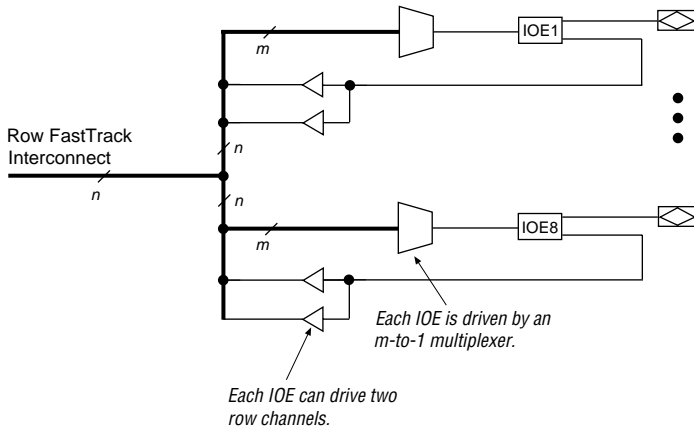 m
IOE1
n
Row FastTrack
Interconnect
n
n
m
IOE8
Each IOE is driven by an
m-to-1 multiplexer.
Each IOE can drive two
row channels.